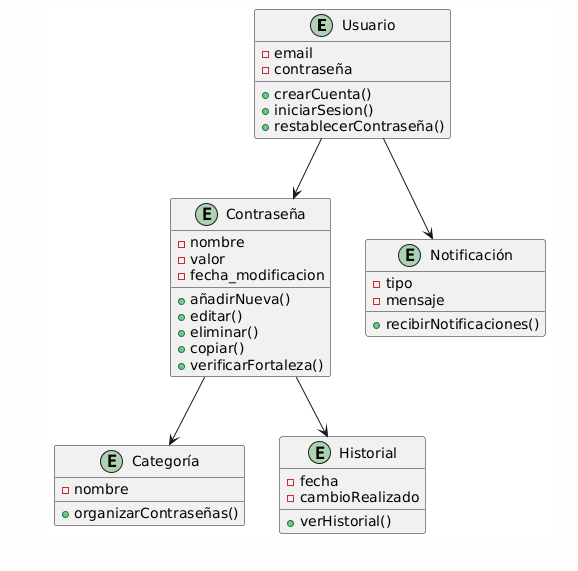 E Usuario
email
contraseña
crearCuenta()
iniciarSesion()
restablecerContraseña()
E Contraseña
nombre
valor
fecha_modificacion
añadirNueva()
editar()
eliminar()
copiar()
verificarFortaleza()
E Notificación
tipo
mensaje
recibirNotificaciones()
E Categoría
nombre
organizarContraseñas()
E Historial
fecha
cambioRealizado
verHistorial()